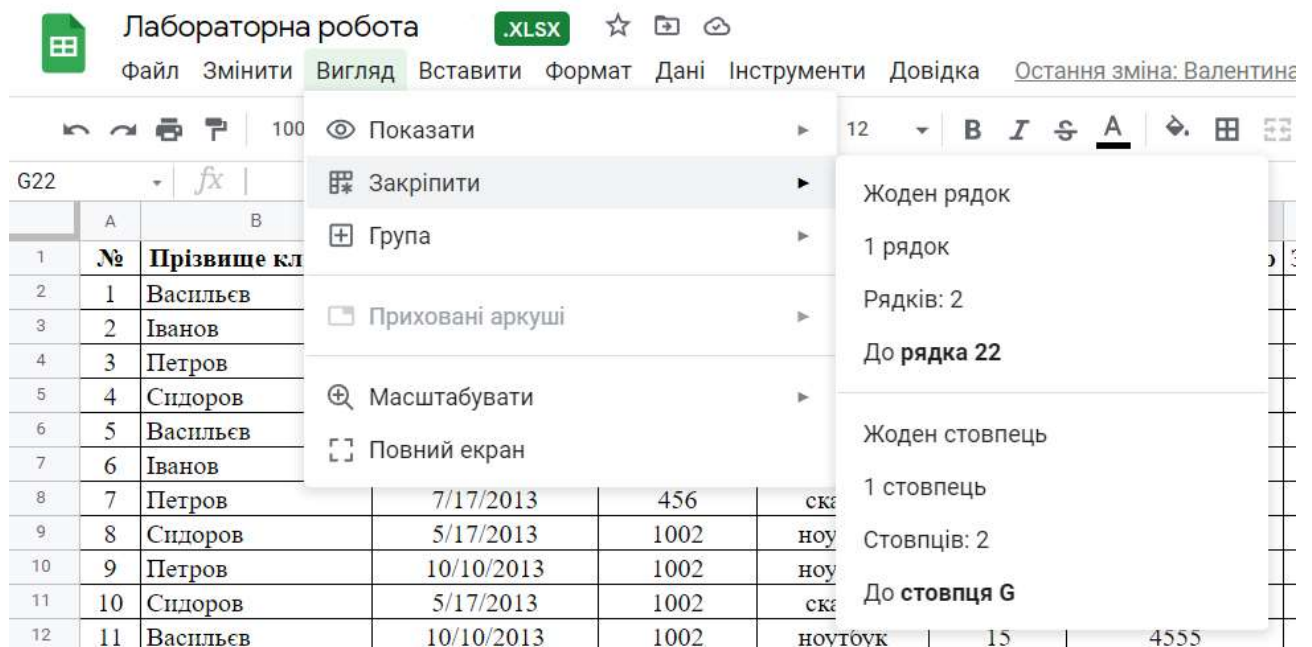 Лабораторна робота .XLSX
Файл Змінити Вигляд Вставити Формат Дані Інструменти Довідка Остання зміна: Валентина
100 Показати 12 B I S A
G22 fx Закріпити Жоден рядок
A B Група 1 рядок
1 № Прізвище кл
2 1 Васильєв Рядків: 2
3 2 Іванов Приховані аркуші
4 3 Петров До рядка 22
5 4 Сидоров Масштабувати
6 5 Васильєв Жоден стовпець
7 6 Іванов Повний екран
1 стовпець
8 7 Петров 7/17/2013 456 ска
9 8 Сидоров 5/17/2013 1002 ноу Стовпців: 2
10 9 Петров 10/10/2013 1002 ноу
11 10 Сидоров 5/17/2013 1002 ска До стовпця G
12 11 Васильєв 10/10/2013 1002 ноутбук 15 4555